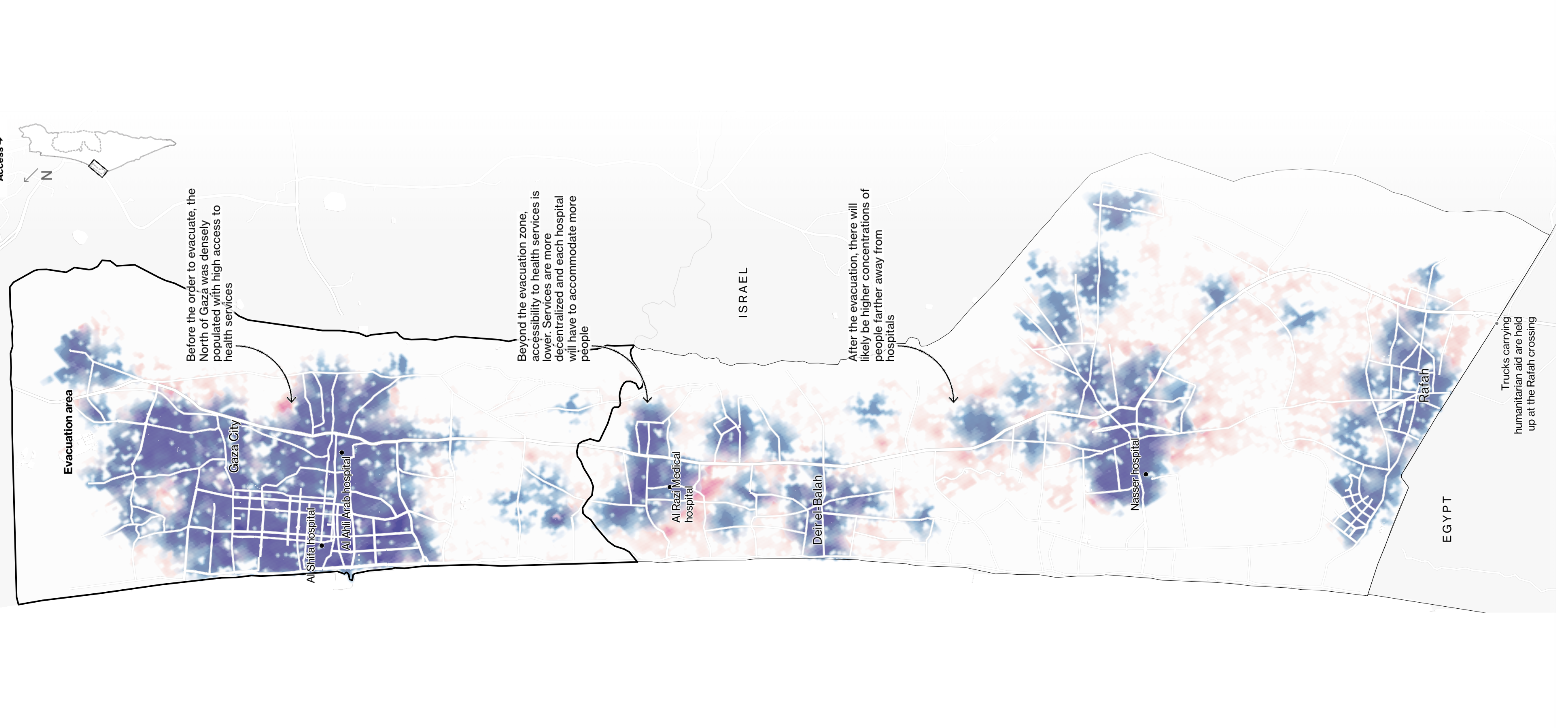 Access →
N
Evacuation area
Before the order to evacuate, the
North of Gaza was densely
populated with high access to
health services
Gaza City
Al Shifa hospital
Al Ahli Arab hospital
Beyond the evacuation zone,
accessibility to health services is
lower. Services are more
decentralized and each hospital
will have to accommodate more
people
Al Razi Medical
hospital
ISRAEL
Deir el-Balah
After the evacuation, there will
likely be higher concentrations of
people farther away from
hospitals
Nasser hospital
Rafah
EGYPT
Trucks carrying
humanitarian aid are held
up at the Rafah crossing